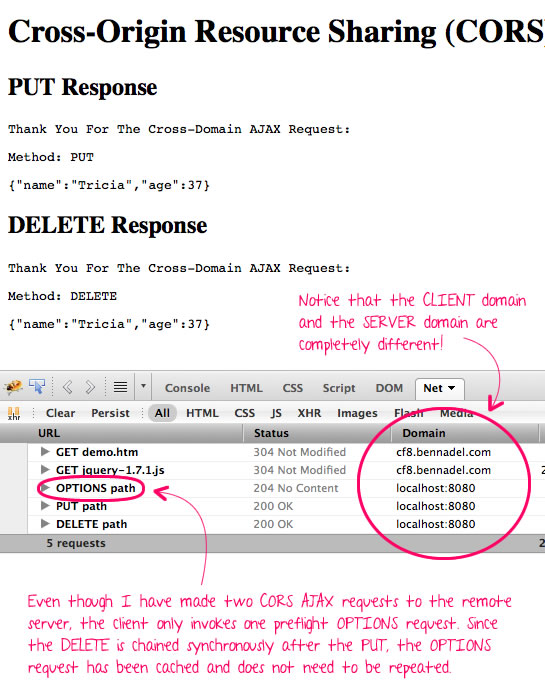 Cross-Origin Resource Sharing (CORS)
PUT Response
Thank You For The Cross-Domain AJAX Request:
Method: PUT
{"name":"Tricia","age":37}
DELETE Response
Thank You For The Cross-Domain AJAX Request:
Method: DELETE
{"name":"Tricia","age":37}
Notice that the CLIENT domain
and the SERVER domain are
completely different!
Console HTML CSS Script DOM Net
xhr Clear Persist All HTML CSS JS XHR Images Flash Media
URL Status Domain
GET demo.htm 304 Not Modified cf8.bennadel.com
GET jquery-1.7.1.js 304 Not Modified cf8.bennadel.com
OPTIONS path 204 No Content localhost:8080
PUT path 200 OK localhost:8080
DELETE path 200 OK localhost:8080
5 requests 2
Even though I have made two CORS AJAX requests to the remote
server, the client only invokes one preflight OPTIONS request. Since
the DELETE is chained synchronously after the PUT, the OPTIONS
request has been cached and does not need to be repeated.